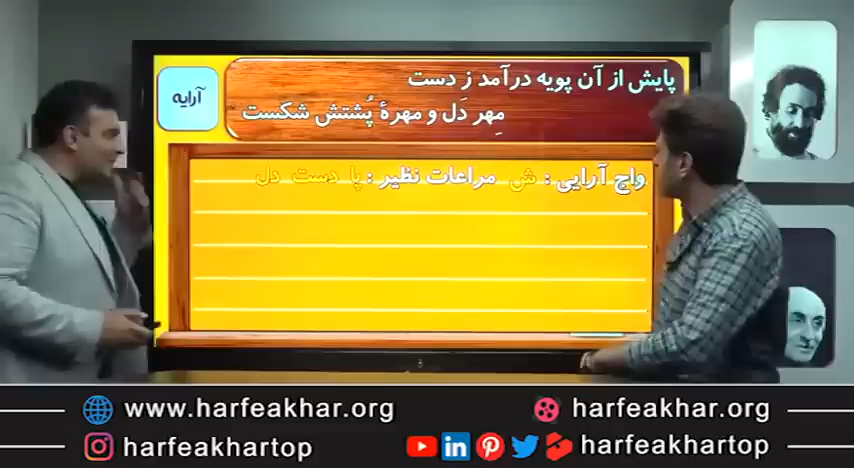 آرایه
پایش از آن پویه درآمد ز دست
مِهر دَل و مهرهٔ پُشتش شکست
واج آرایی : ش مراعات نظیر : پا دست دل
www.harfeakhar.org
harfeakhar.org
harfeakhartop
harfeakhartop